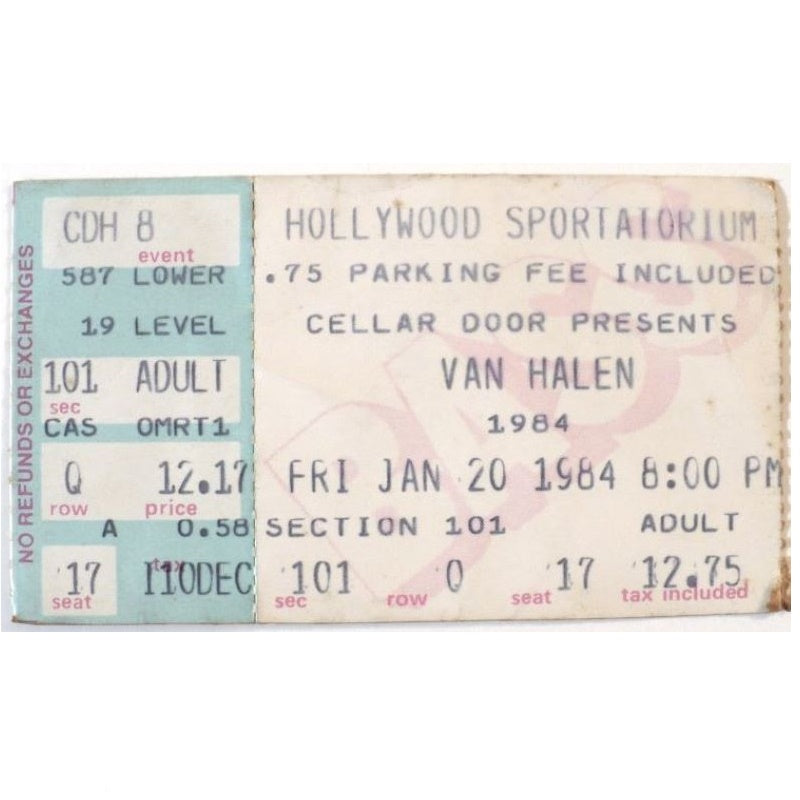 NO REFUNDS OR EXCHANGES
CDH 8
event
587 LOWER
19 LEVEL
101 ADULT
sec
CAS OMRT1
Q 12.17
row price
A 0.58
tax
17 110DEC
seat
HOLLYWOOD SPORTATORIUM
.75 PARKING FEE INCLUDED
CELLAR DOOR PRESENTS
VAN HALEN
1984
FRI JAN 20 1984 8:00 PM
SECTION 101 ADULT
101 Q 17 12.75
sec row seat tax included
BASS